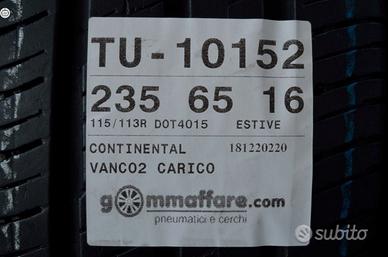 TU-10152
235 65 16
115/113R DOT4015 ESTIVE
CONTINENTAL 181220220
VANCO2 CARICO
gommaffare.com
pneumatici e cerchi
subito